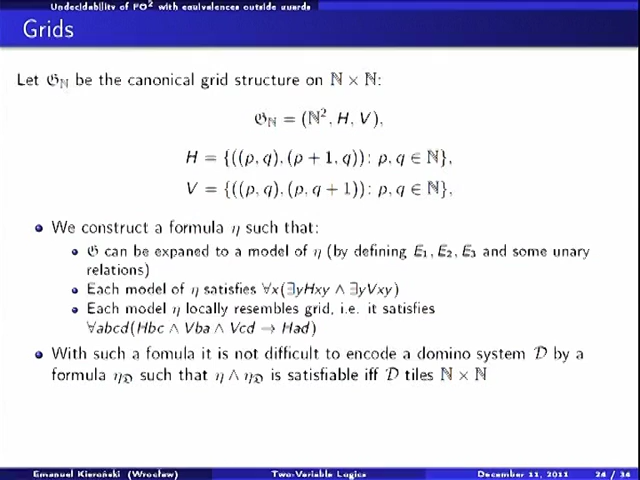 Undecidability of FO² with equivalences outside guards
Grids
Let 𝔊ℕ be the canonical grid structure on ℕ × ℕ:
𝔊ℕ = (ℕ², H, V),
H = {((p, q), (p + 1, q)): p, q ∈ ℕ},
V = {((p, q), (p, q + 1)): p, q ∈ ℕ},
• We construct a formula η such that:
• 𝔊 can be expaned to a model of η (by defining E₁, E₂, E₃ and some unary
relations)
• Each model of η satisfies ∀x(∃yHxy ∧ ∃yVxy)
• Each model η locally resembles grid, i.e. it satisfies
∀abcd(Hbc ∧ Vba ∧ Vcd → Had)
• With such a fomula it is not difficult to encode a domino system 𝒟 by a
formula η𝒟 such that η ∧ η𝒟 is satisfiable iff 𝒟 tiles ℕ × ℕ
Emanuel Kieroński (Wrocław) Two-Variable Logics December 11, 2011 24 / 36